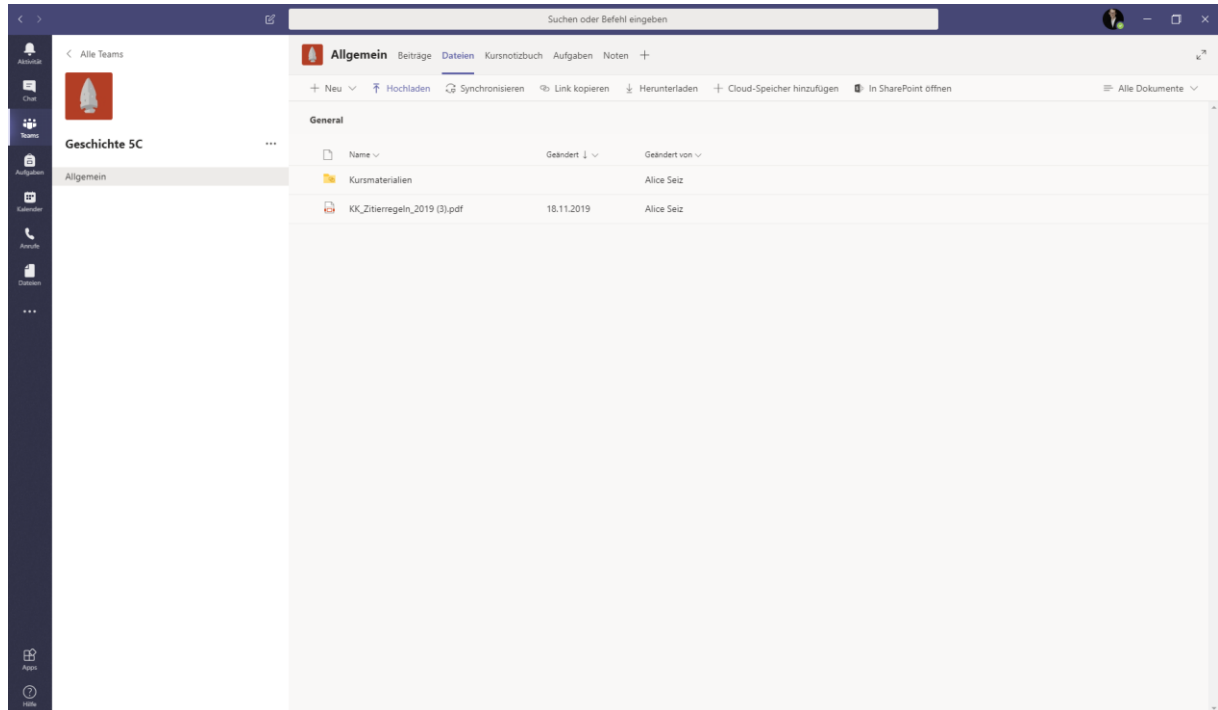 Suchen oder Befehl eingeben
Aktivität
Chat
Teams
Aufgaben
Kalender
Anrufe
Dateien
Apps
Hilfe
Alle Teams
Geschichte 5C
Allgemein
Allgemein Beiträge Dateien Kursnotizbuch Aufgaben Noten
Neu Hochladen Synchronisieren Link kopieren Herunterladen Cloud-Speicher hinzufügen In SharePoint öffnen Alle Dokumente
General
Name Geändert Geändert von
Kursmaterialien Alice Seiz
KK_Zitierregeln_2019 (3).pdf 18.11.2019 Alice Seiz